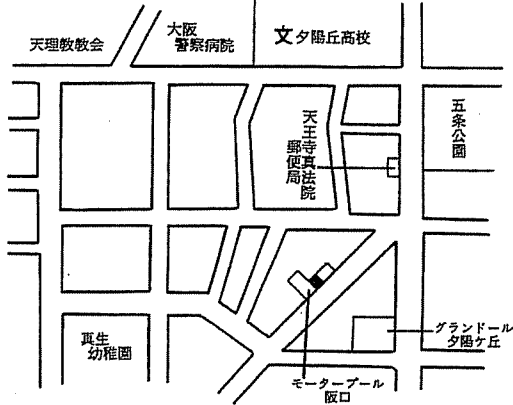 天理教教会
大阪
警察病院
文夕陽丘高校
五条公園
天王寺真法院
郵便局
グランドール
夕陽ケ丘
真生
幼稚園
モータープール
阪口